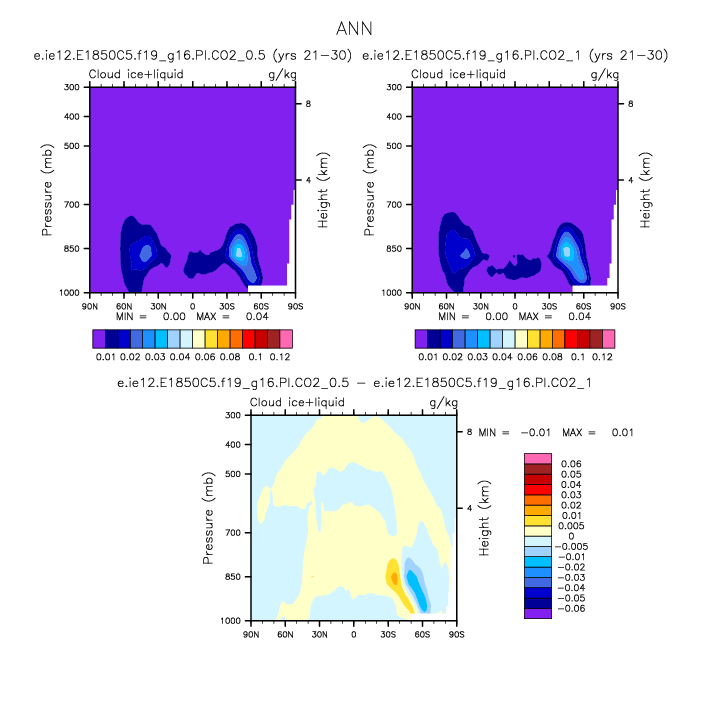 ANN
e.ie12.E1850C5.f19_g16.PI.CO2_0.5 (yrs 21-30) e.ie12.E1850C5.f19_g16.PI.CO2_1 (yrs 21-30)
Cloud ice+liquid g/kg Cloud ice+liquid g/kg
300 300
8 8
400 400
500 500
Pressure (mb) Height (km) Pressure (mb) Height (km)
4 4
700 700
850 850
1000 1000
90N 60N 30N 0 30S 60S 90S 90N 60N 30N 0 30S 60S 90S
MIN = 0.00 MAX = 0.04 MIN = 0.00 MAX = 0.04
0.01 0.02 0.03 0.04 0.06 0.08 0.1 0.12 0.01 0.02 0.03 0.04 0.06 0.08 0.1 0.12
e.ie12.E1850C5.f19_g16.PI.CO2_0.5 - e.ie12.E1850C5.f19_g16.PI.CO2_1
Cloud ice+liquid g/kg
300
8 MIN = -0.01 MAX = 0.01
400
500
Pressure (mb) Height (km)
4
700
850
1000
90N 60N 30N 0 30S 60S 90S
0.06
0.05
0.04
0.03
0.02
0.01
0.005
0
-0.005
-0.01
-0.02
-0.03
-0.04
-0.05
-0.06